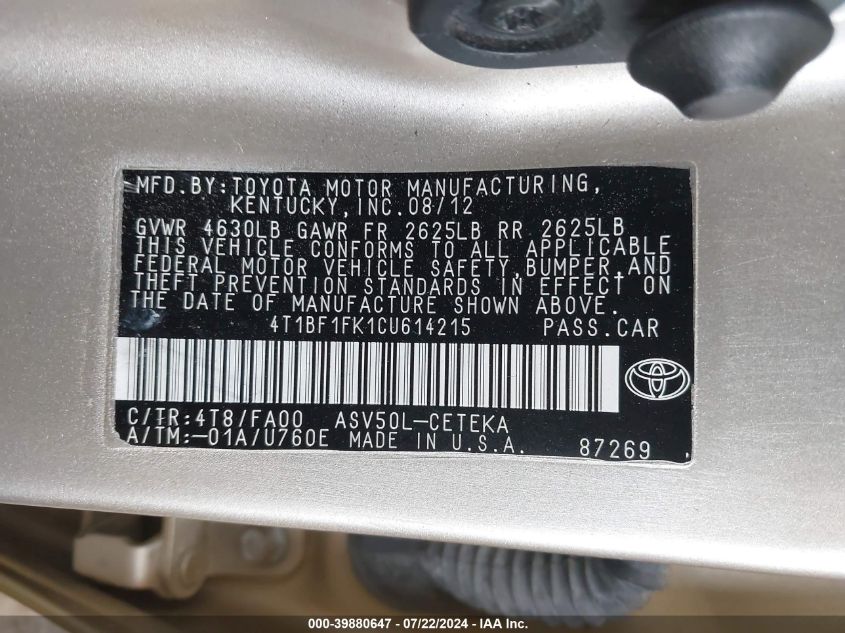 MFD.BY:TOYOTA MOTOR MANUFACTURING,
KENTUCKY,INC.08/12
GVWR 4630LB GAWR FR 2625LB RR 2625LB
THIS VEHICLE CONFORMS TO ALL APPLICABLE
FEDERAL MOTOR VEHICLE SAFETY,BUMPER,AND
THEFT PREVENTION STANDARDS IN EFFECT ON
THE DATE OF MANUFACTURE SHOWN ABOVE.
4T1BF1FK1CU614215 PASS.CAR
C/TR:4T8/FA00 ASV50L-CETEKA
A/TM:-01A/U760E MADE IN U.S.A. 87269
000-39880647 / 07/22/2024 - IAA Inc.